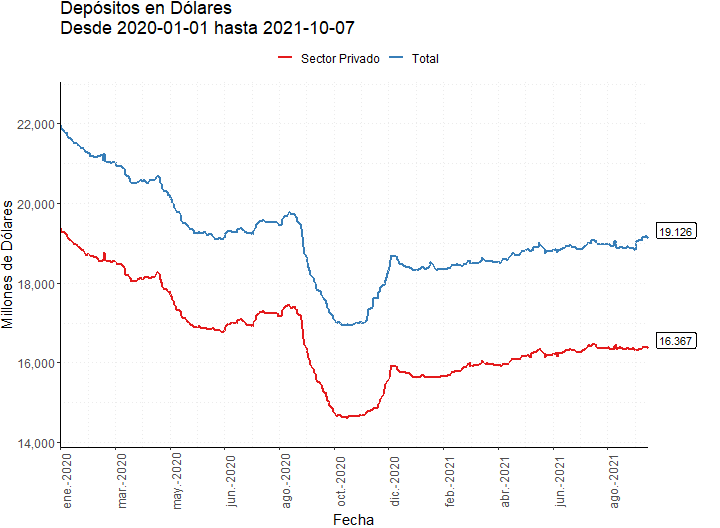 Depósitos en Dólares
Desde 2020-01-01 hasta 2021-10-07
Sector Privado Total
Millones de Dólares
22,000
20,000
18,000
16,000
14,000
19.126
16.367
ene.-2020
mar.-2020
may.-2020
jun.-2020
ago.-2020
oct.-2020
dic.-2020
feb.-2021
abr.-2021
jun.-2021
ago.-2021
Fecha